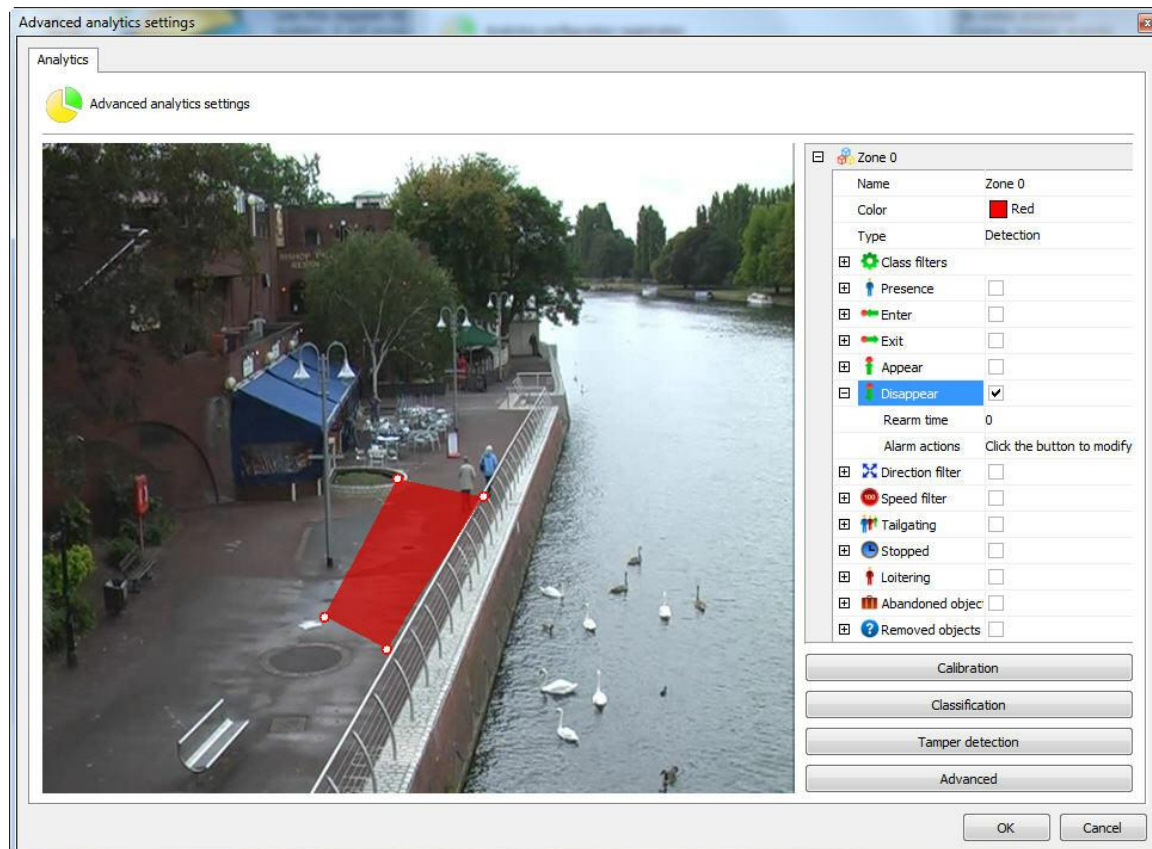 Advanced analytics settings
Analytics
Advanced analytics settings
BISHOP
Zone 0
Name Zone 0
Color Red
Type Detection
Class filters
Presence
Enter
Exit
Appear
Disappear
Rearm time 0
Alarm actions Click the button to modify
Direction filter
100 Speed filter
Tailgating
Stopped
Loitering
Abandoned objec
Removed objects
Calibration
Classification
Tamper detection
Advanced
OK Cancel